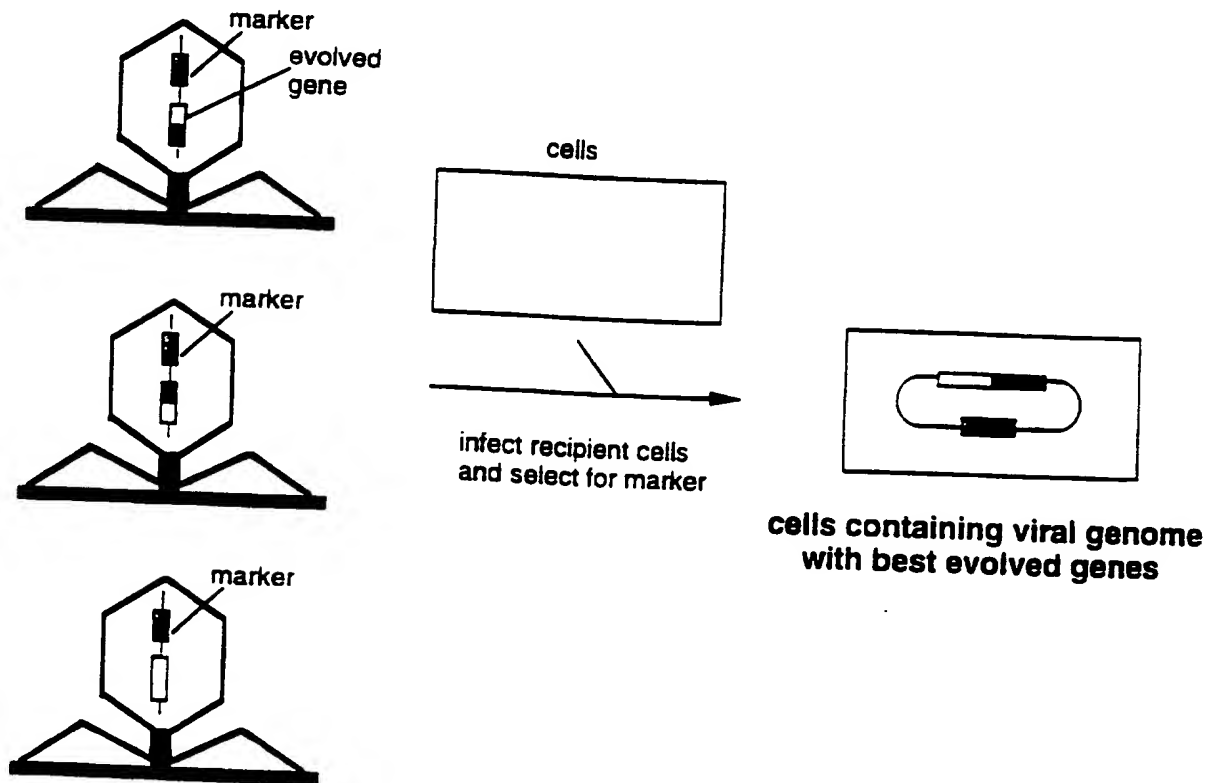 marker
evolved
gene
cells
marker
infect recipient cells
and select for marker
cells containing viral genome
with best evolved genes
marker